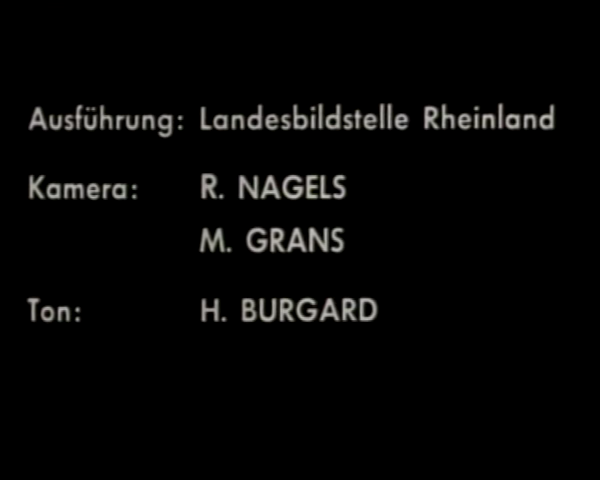 Ausführung: Landesbildstelle Rheinland
Kamera: R. NAGELS
M. GRANS
Ton: H. BURGARD